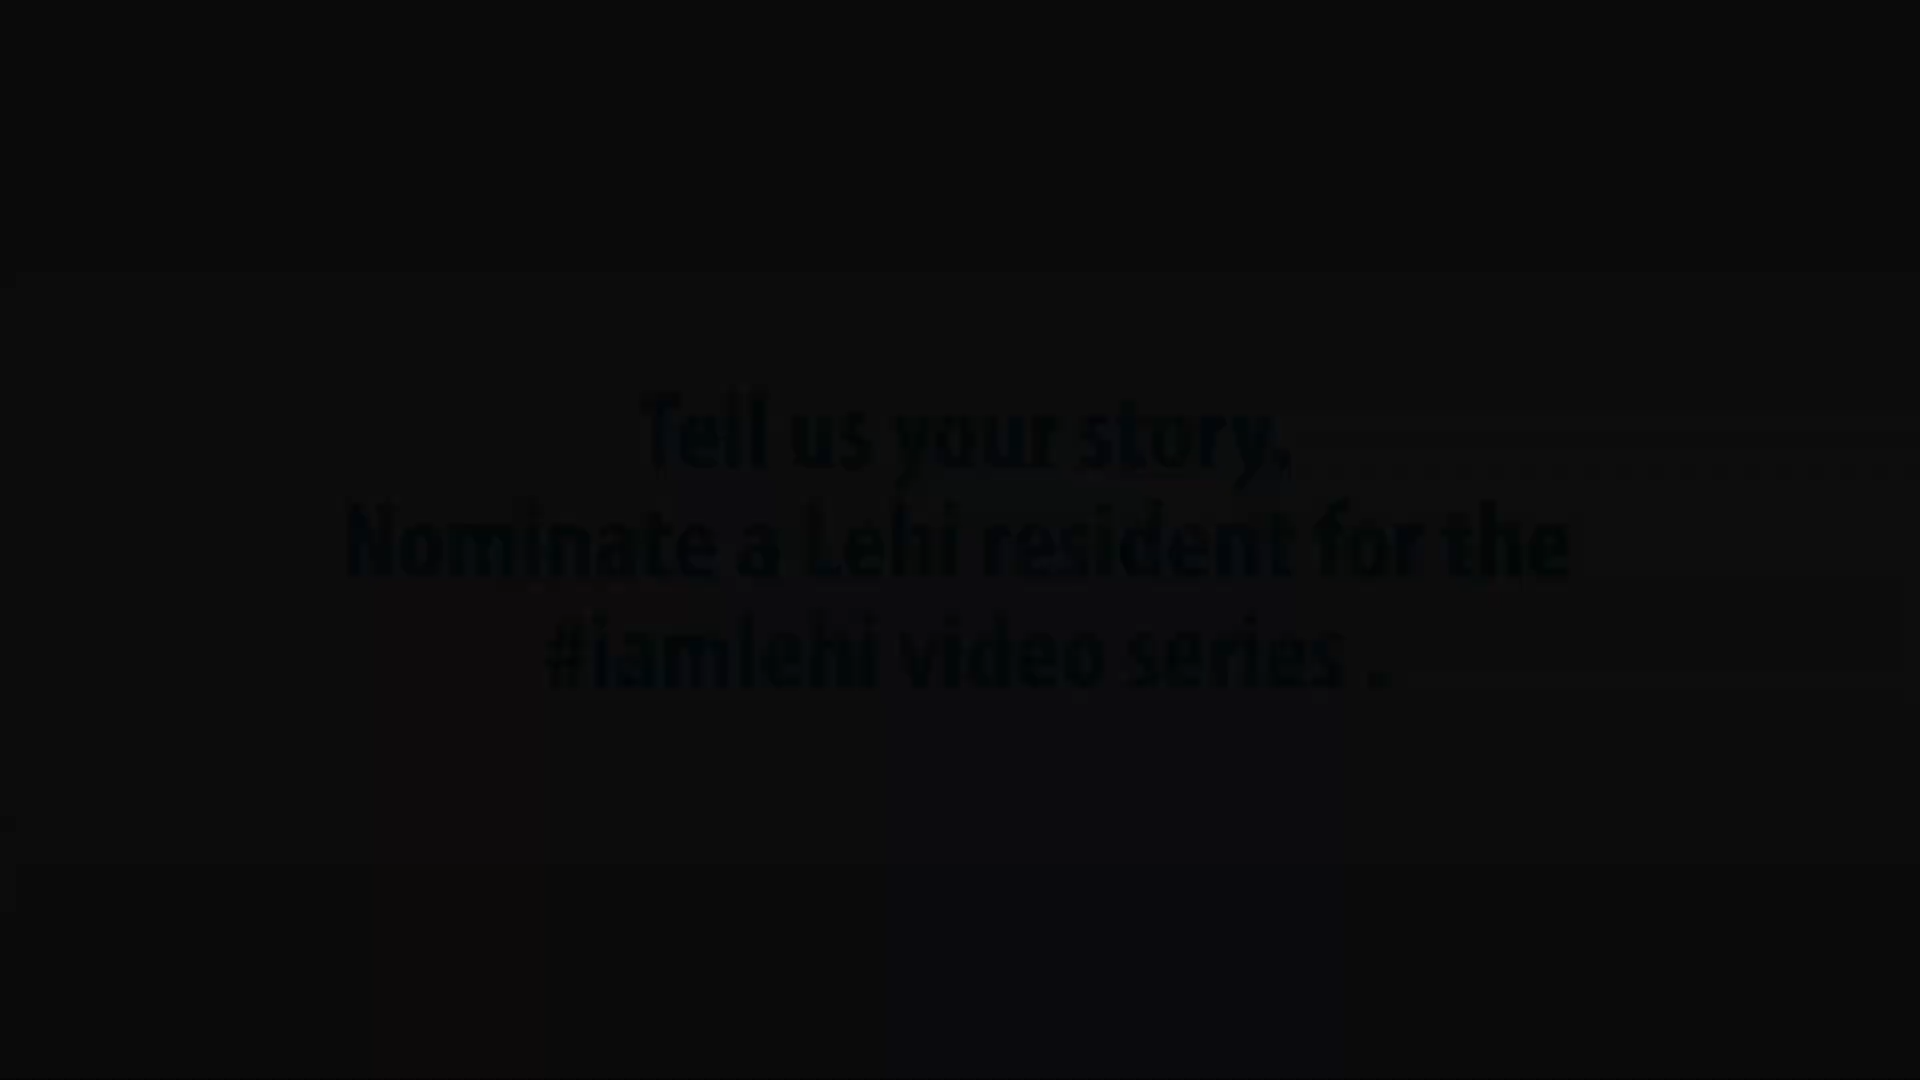 Tell us your story.
Nominate a Lehi resident for the
#iamlehi video series .